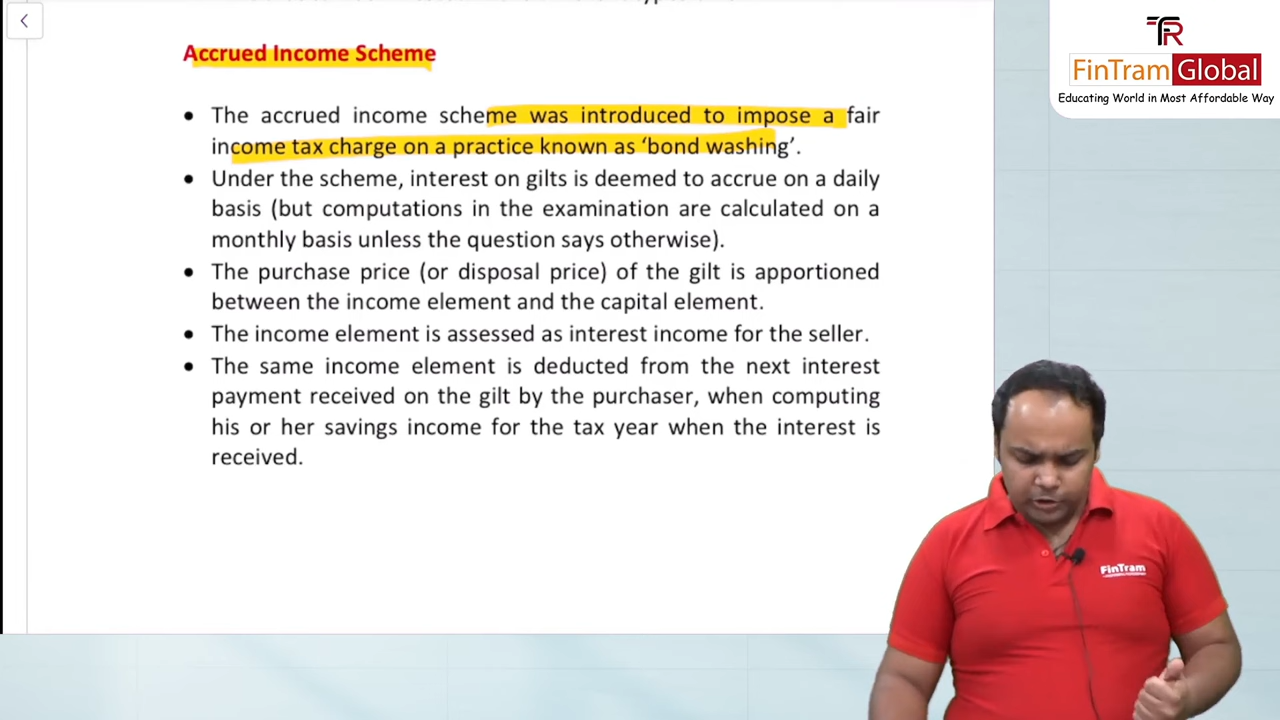 Accrued Income Scheme
• The accrued income scheme was introduced to impose a fair
income tax charge on a practice known as ‘bond washing’.
• Under the scheme, interest on gilts is deemed to accrue on a daily
basis (but computations in the examination are calculated on a
monthly basis unless the question says otherwise).
• The purchase price (or disposal price) of the gilt is apportioned
between the income element and the capital element.
• The income element is assessed as interest income for the seller.
• The same income element is deducted from the next interest
payment received on the gilt by the purchaser, when computing
his or her savings income for the tax year when the interest is
received.
FinTram Global
Educating World in Most Affordable Way
FinTram